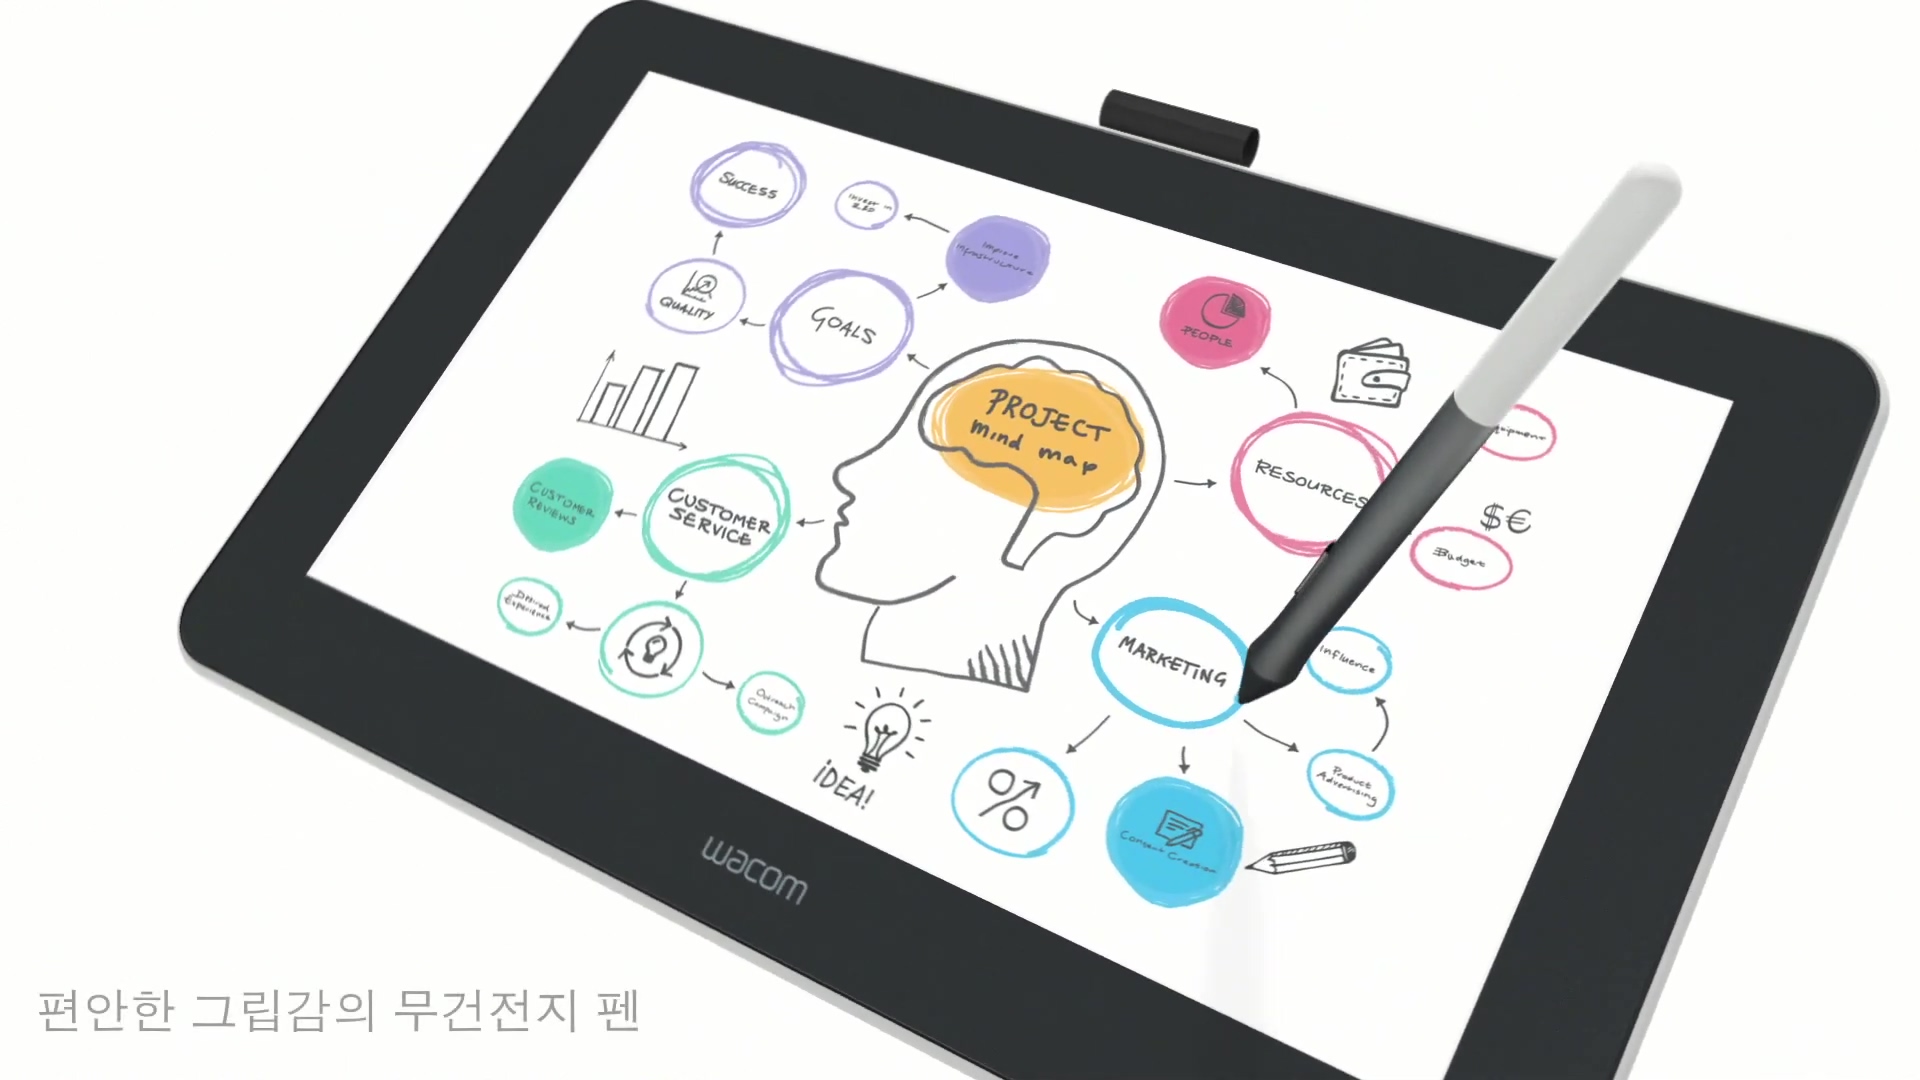 SUCCESS
Invest in
R&D
Improve
Infrastructure
QUALITY
GOALS
PEOPLE
PROJECT
mind map
RESOURCES
$€
Budget
CUSTOMER
REVIEWS
CUSTOMER
SERVICE
Desired
Experience
Outreach
Campaign
MARKETING
Influence
Product
Advertising
IDEA!
%
Content Creation
wacom
편안한 그립감의 무건전지 펜